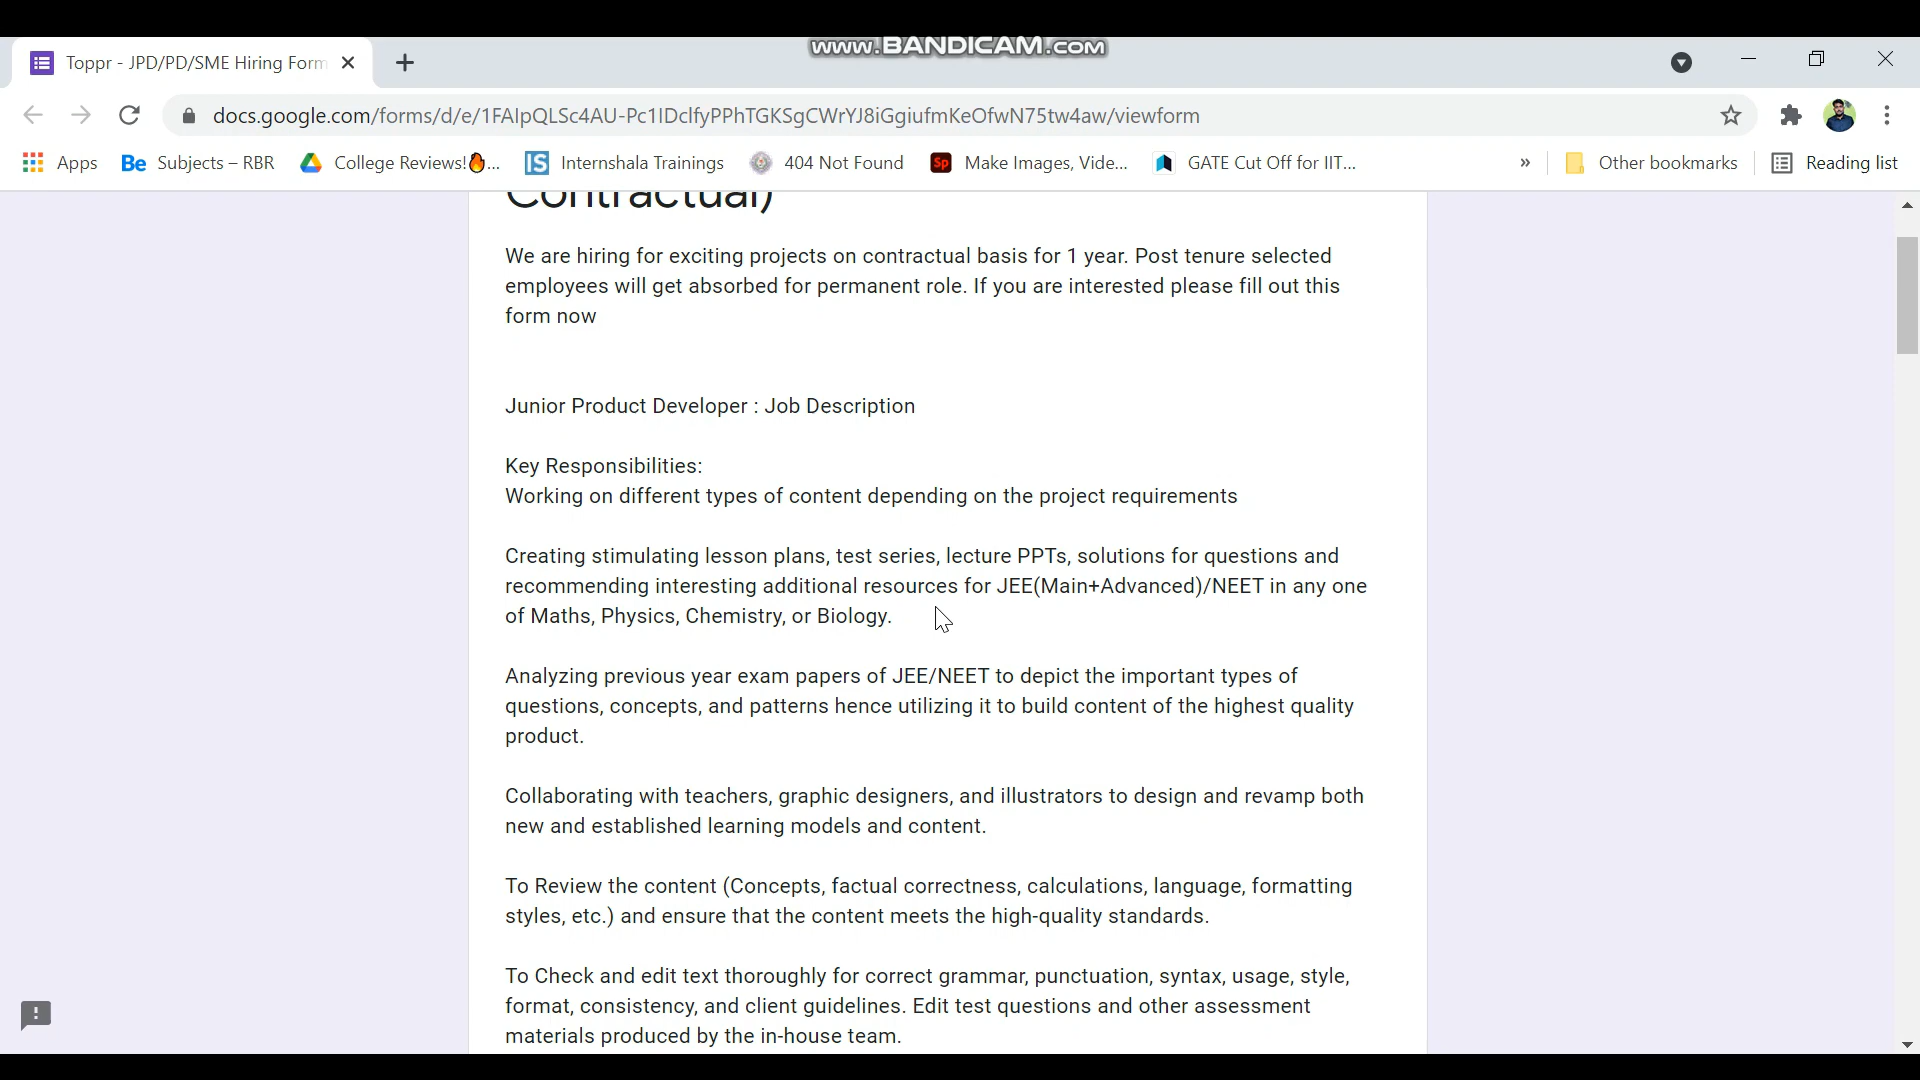 www.BANDICAM.com
Toppr - JPD/PD/SME Hiring Form
docs.google.com/forms/d/e/1FAIpQLSc4AU-Pc1IDclfyPPhTGKSgCWrYJ8iGgiufmKeOfwN75tw4aw/viewform
Apps
Be Subjects – RBR
College Reviews!🔥...
IS Internshala Trainings
404 Not Found
Sp Make Images, Vide...
GATE Cut Off for IIT...
»
Other bookmarks
Reading list
Contractual)
We are hiring for exciting projects on contractual basis for 1 year. Post tenure selected
employees will get absorbed for permanent role. If you are interested please fill out this
form now
Junior Product Developer : Job Description
Key Responsibilities:
Working on different types of content depending on the project requirements
Creating stimulating lesson plans, test series, lecture PPTs, solutions for questions and
recommending interesting additional resources for JEE(Main+Advanced)/NEET in any one
of Maths, Physics, Chemistry, or Biology.
Analyzing previous year exam papers of JEE/NEET to depict the important types of
questions, concepts, and patterns hence utilizing it to build content of the highest quality
product.
Collaborating with teachers, graphic designers, and illustrators to design and revamp both
new and established learning models and content.
To Review the content (Concepts, factual correctness, calculations, language, formatting
styles, etc.) and ensure that the content meets the high-quality standards.
To Check and edit text thoroughly for correct grammar, punctuation, syntax, usage, style,
format, consistency, and client guidelines. Edit test questions and other assessment
materials produced by the in-house team.